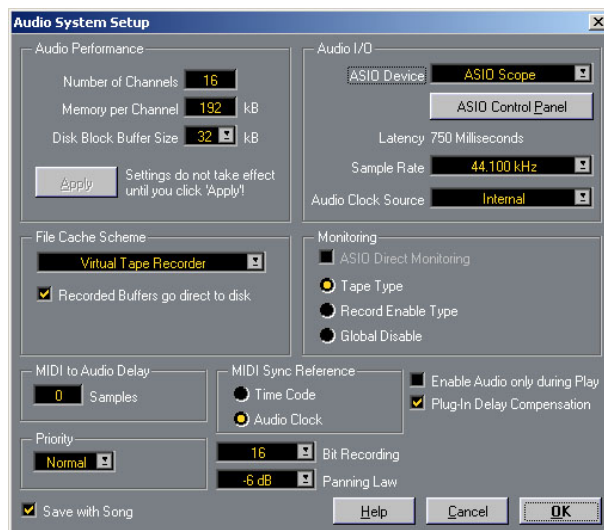 Audio System Setup
Audio Performance
Number of Channels 16
Memory per Channel 192 kB
Disk Block Buffer Size 32 kB
Apply
Settings do not take effect
until you click 'Apply'!
Audio I/O
ASIO Device ASIO Scope
ASIO Control Panel
Latency 750 Milliseconds
Sample Rate 44.100 kHz
Audio Clock Source Internal
File Cache Scheme
Virtual Tape Recorder
Recorded Buffers go direct to disk
Monitoring
ASIO Direct Monitoring
Tape Type
Record Enable Type
Global Disable
MIDI to Audio Delay
0 Samples
MIDI Sync Reference
Time Code
Audio Clock
Enable Audio only during Play
Plug-In Delay Compensation
Priority
Normal
16 Bit Recording
-6 dB Panning Law
Save with Song
Help
Cancel
OK